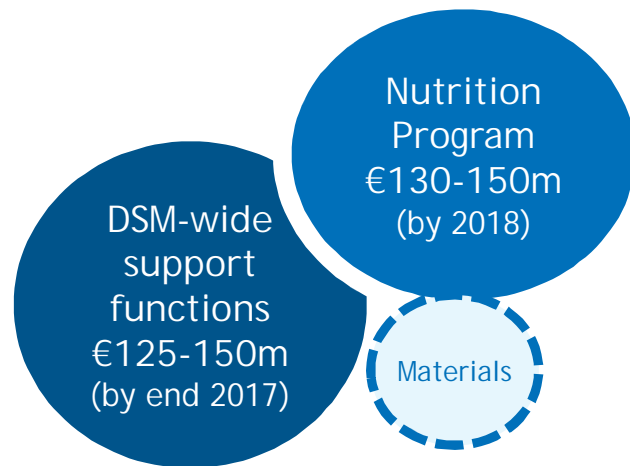 Nutrition
Program
€130-150m
(by 2018)
DSM-wide
support
functions
€125-150m
(by end 2017)
Materials